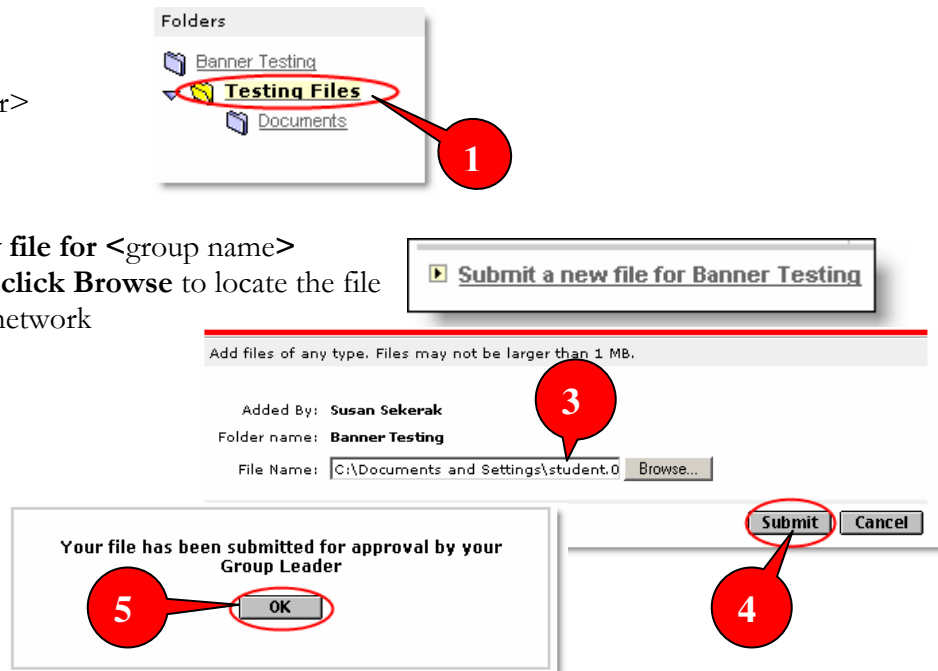 Folders
Banner Testing
r>
Testing Files
Documents
1
file for <group name>
click Browse to locate the file
network
Submit a new file for Banner Testing
Add files of any type. Files may not be larger than 1 MB.
3
Added By: Susan Sekerak
Folder name: Banner Testing
File Name: C:\Documents and Settings\student.0 Browse...
Submit Cancel
Your file has been submitted for approval by your
Group Leader
OK
5
4